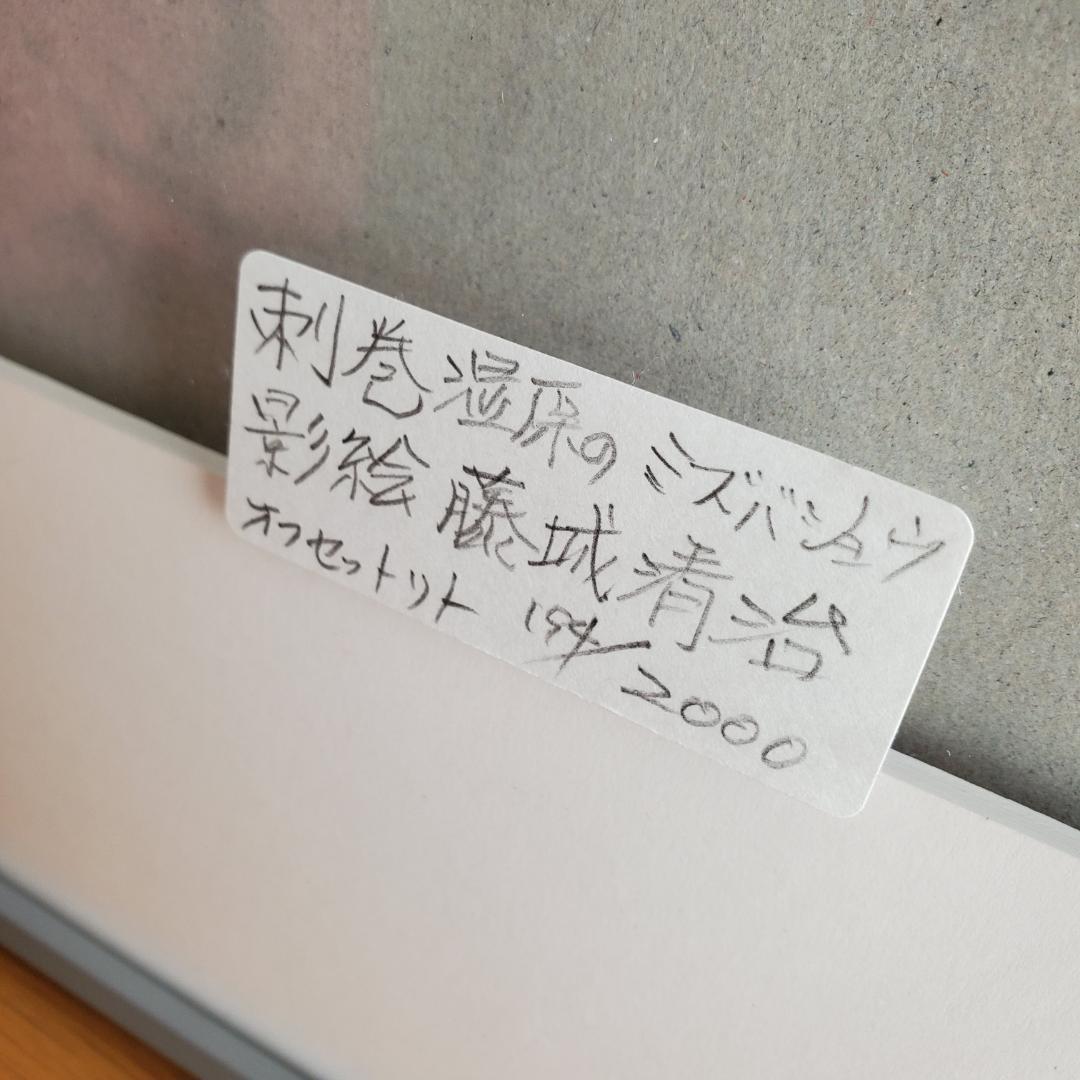 刺巻湿原のミズバショウ
影絵 藤城清治
オフセットリト 194/2000